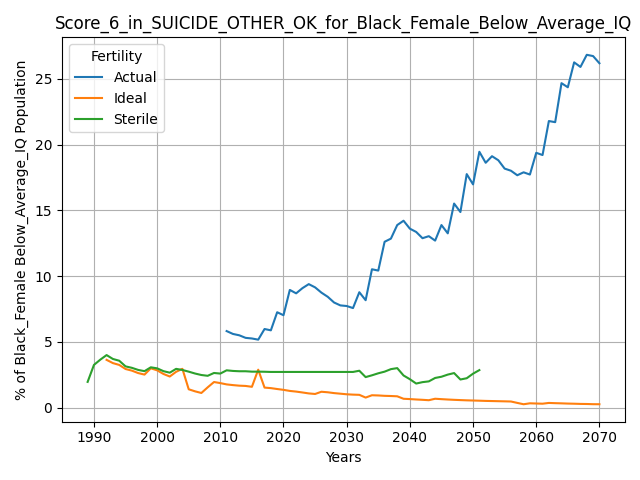 Score_6_in_SUICIDE_OTHER_OK_for_Black_Female_Below_Average_IQ
Fertility
Actual
Ideal
Sterile
% of Black_Female Below_Average_IQ Population
25
20
15
10
5
0
1990 2000 2010 2020 2030 2040 2050 2060 2070
Years